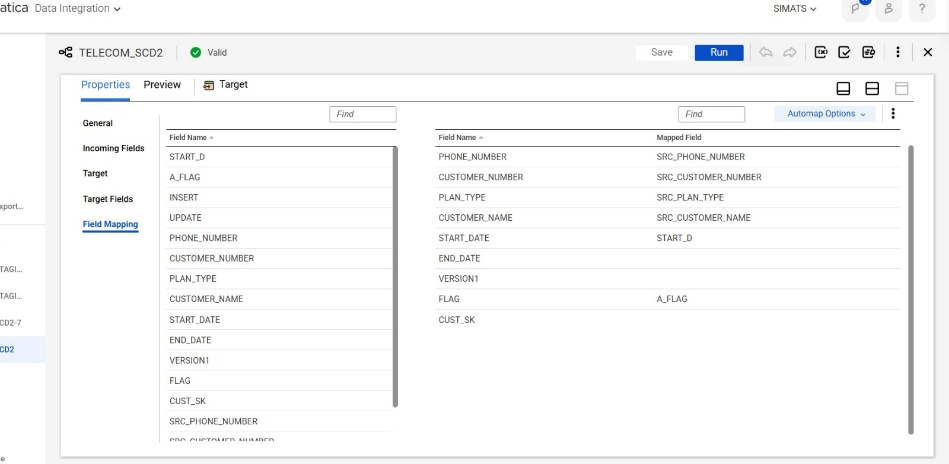 atica Data Integration
SIMATS
?
TELECOM_SCD2
Valid
Save
Run
Properties
Preview
Target
General
Incoming Fields
Target
Target Fields
Field Mapping
xport...
TAGI...
TAGI...
CD2-7
CD2
e
Find
Field Name
START_D
A_FLAG
INSERT
UPDATE
PHONE_NUMBER
CUSTOMER_NUMBER
PLAN_TYPE
CUSTOMER_NAME
START_DATE
END_DATE
VERSION1
FLAG
CUST_SK
SRC_PHONE_NUMBER
SRC_CUSTOMER_NUMBER
Find
Automap Options
Field Name Mapped Field
PHONE_NUMBER SRC_PHONE_NUMBER
CUSTOMER_NUMBER SRC_CUSTOMER_NUMBER
PLAN_TYPE SRC_PLAN_TYPE
CUSTOMER_NAME SRC_CUSTOMER_NAME
START_DATE START_D
END_DATE
VERSION1
FLAG A_FLAG
CUST_SK